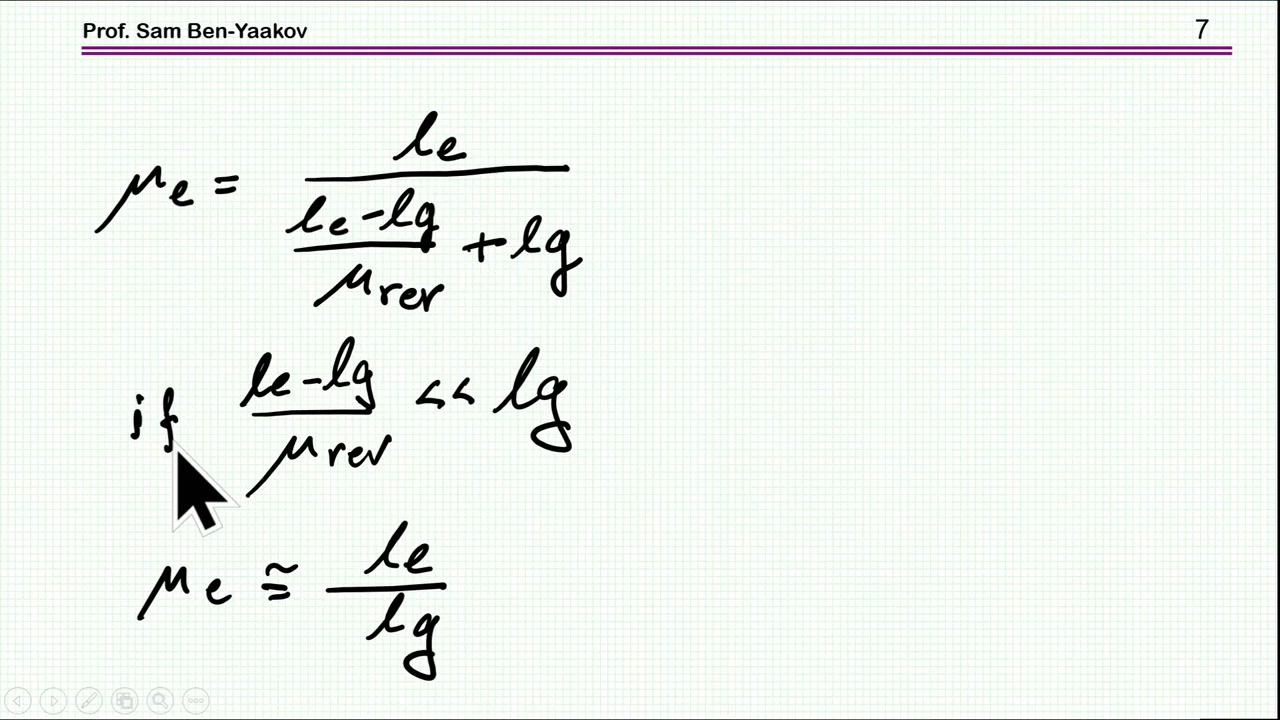 Prof. Sam Ben-Yaakov 7
μe = le / ((le - lg) / μrev + lg)
if (le - lg) / μrev << lg
μe ≅ le / lg